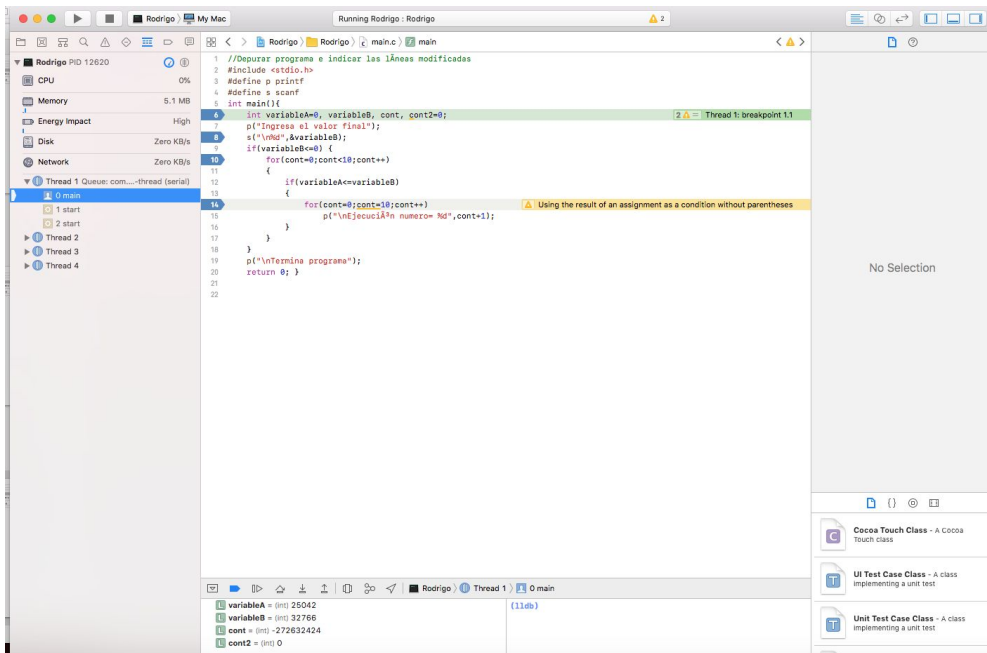 Rodrigo › My Mac
Running Rodrigo : Rodrigo
2
Rodrigo › Rodrigo › main.c › main
Rodrigo PID 12620
CPU 0%
Memory 5.1 MB
Energy Impact High
Disk Zero KB/s
Network Zero KB/s
Thread 1 Queue: com....-thread (serial)
0 main
1 start
2 start
Thread 2
Thread 3
Thread 4
1 //Depurar programa e indicar las lÃneas modificadas
2 #include <stdio.h>
3 #define p printf
4 #define s scanf
5 int main(){
6 int variableA=0, variableB, cont, cont2=0;
2 Thread 1: breakpoint 1.1
7 p("Ingresa el valor final");
8 s("\n%d",&variableB);
9 if(variableB<=0) {
10 for(cont=0;cont<10;cont++)
11 {
12 if(variableA<=variableB)
13 {
14 for(cont=0;cont=10;cont++)
Using the result of an assignment as a condition without parentheses
15 p("\nEjecuciÃ³n numero= %d",cont+1);
16 }
17 }
18 }
19 p("\nTermina programa");
20 return 0; }
21
22
No Selection
Rodrigo › Thread 1 › 0 main
L variableA = (int) 25042
L variableB = (int) 32766
L cont = (int) -272632424
L cont2 = (int) 0
(lldb)
C
Cocoa Touch Class - A Cocoa
Touch class
T
UI Test Case Class - A class
implementing a unit test
T
Unit Test Case Class - A class
implementing a unit test